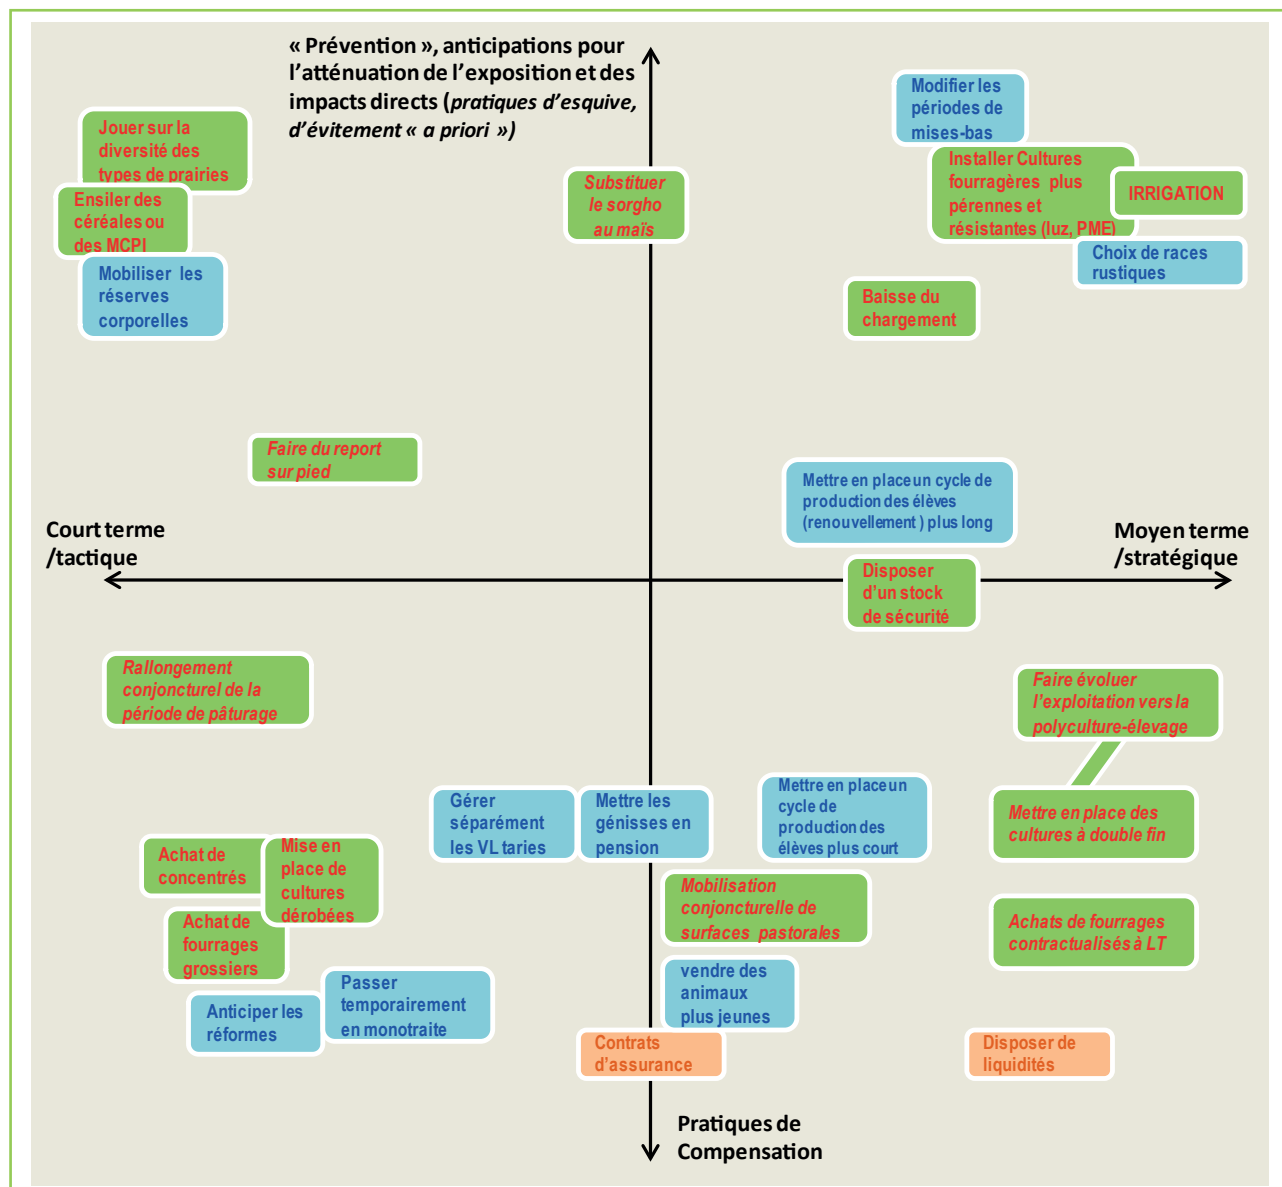 « Prévention », anticipations pour
l'atténuation de l'exposition et des
impacts directs (pratiques d'esquive,
d'évitement « a priori »)
Jouer sur la
diversité des
types de prairies
Ensiler des
céréales ou
des MCPI
Mobiliser les
réserves
corporelles
Substituer
le sorgho
au maïs
Modifier les
périodes de
mises-bas
Installer Cultures
fourragères plus
pérennes et
résistantes (luz, PME)
IRRIGATION
Choix de races
rustiques
Baisse du
chargement
Faire du report
sur pied
Mettre en placeun cycle de
production des élèves
(renouvellement ) plus long
Court terme
/tactique
Moyen terme
/stratégique
Disposer
d'un stock
de sécurité
Rallongement
conjoncturel de la
période de pâturage
Faire évoluer
l'exploitation vers la
polyculture-élevage
Gérer
séparément
les VL taries
Mettre les
génisses en
pension
Mettre en placeun
cycle de
production des
élèves plus court
Mettre en place des
cultures à double fin
Achat de
concentrés
Mise en
place de
cultures
dérobées
Achat de
fourrages
grossiers
Mobilisation
conjoncturelle de
surfaces pastorales
Achats de fourrages
contractualisés à LT
Anticiper les
réformes
Passer
temporairement
en monotraite
vendre des
animaux
plus jeunes
Contrats
d'assurance
Disposer de
liquidités
Pratiques de
Compensation